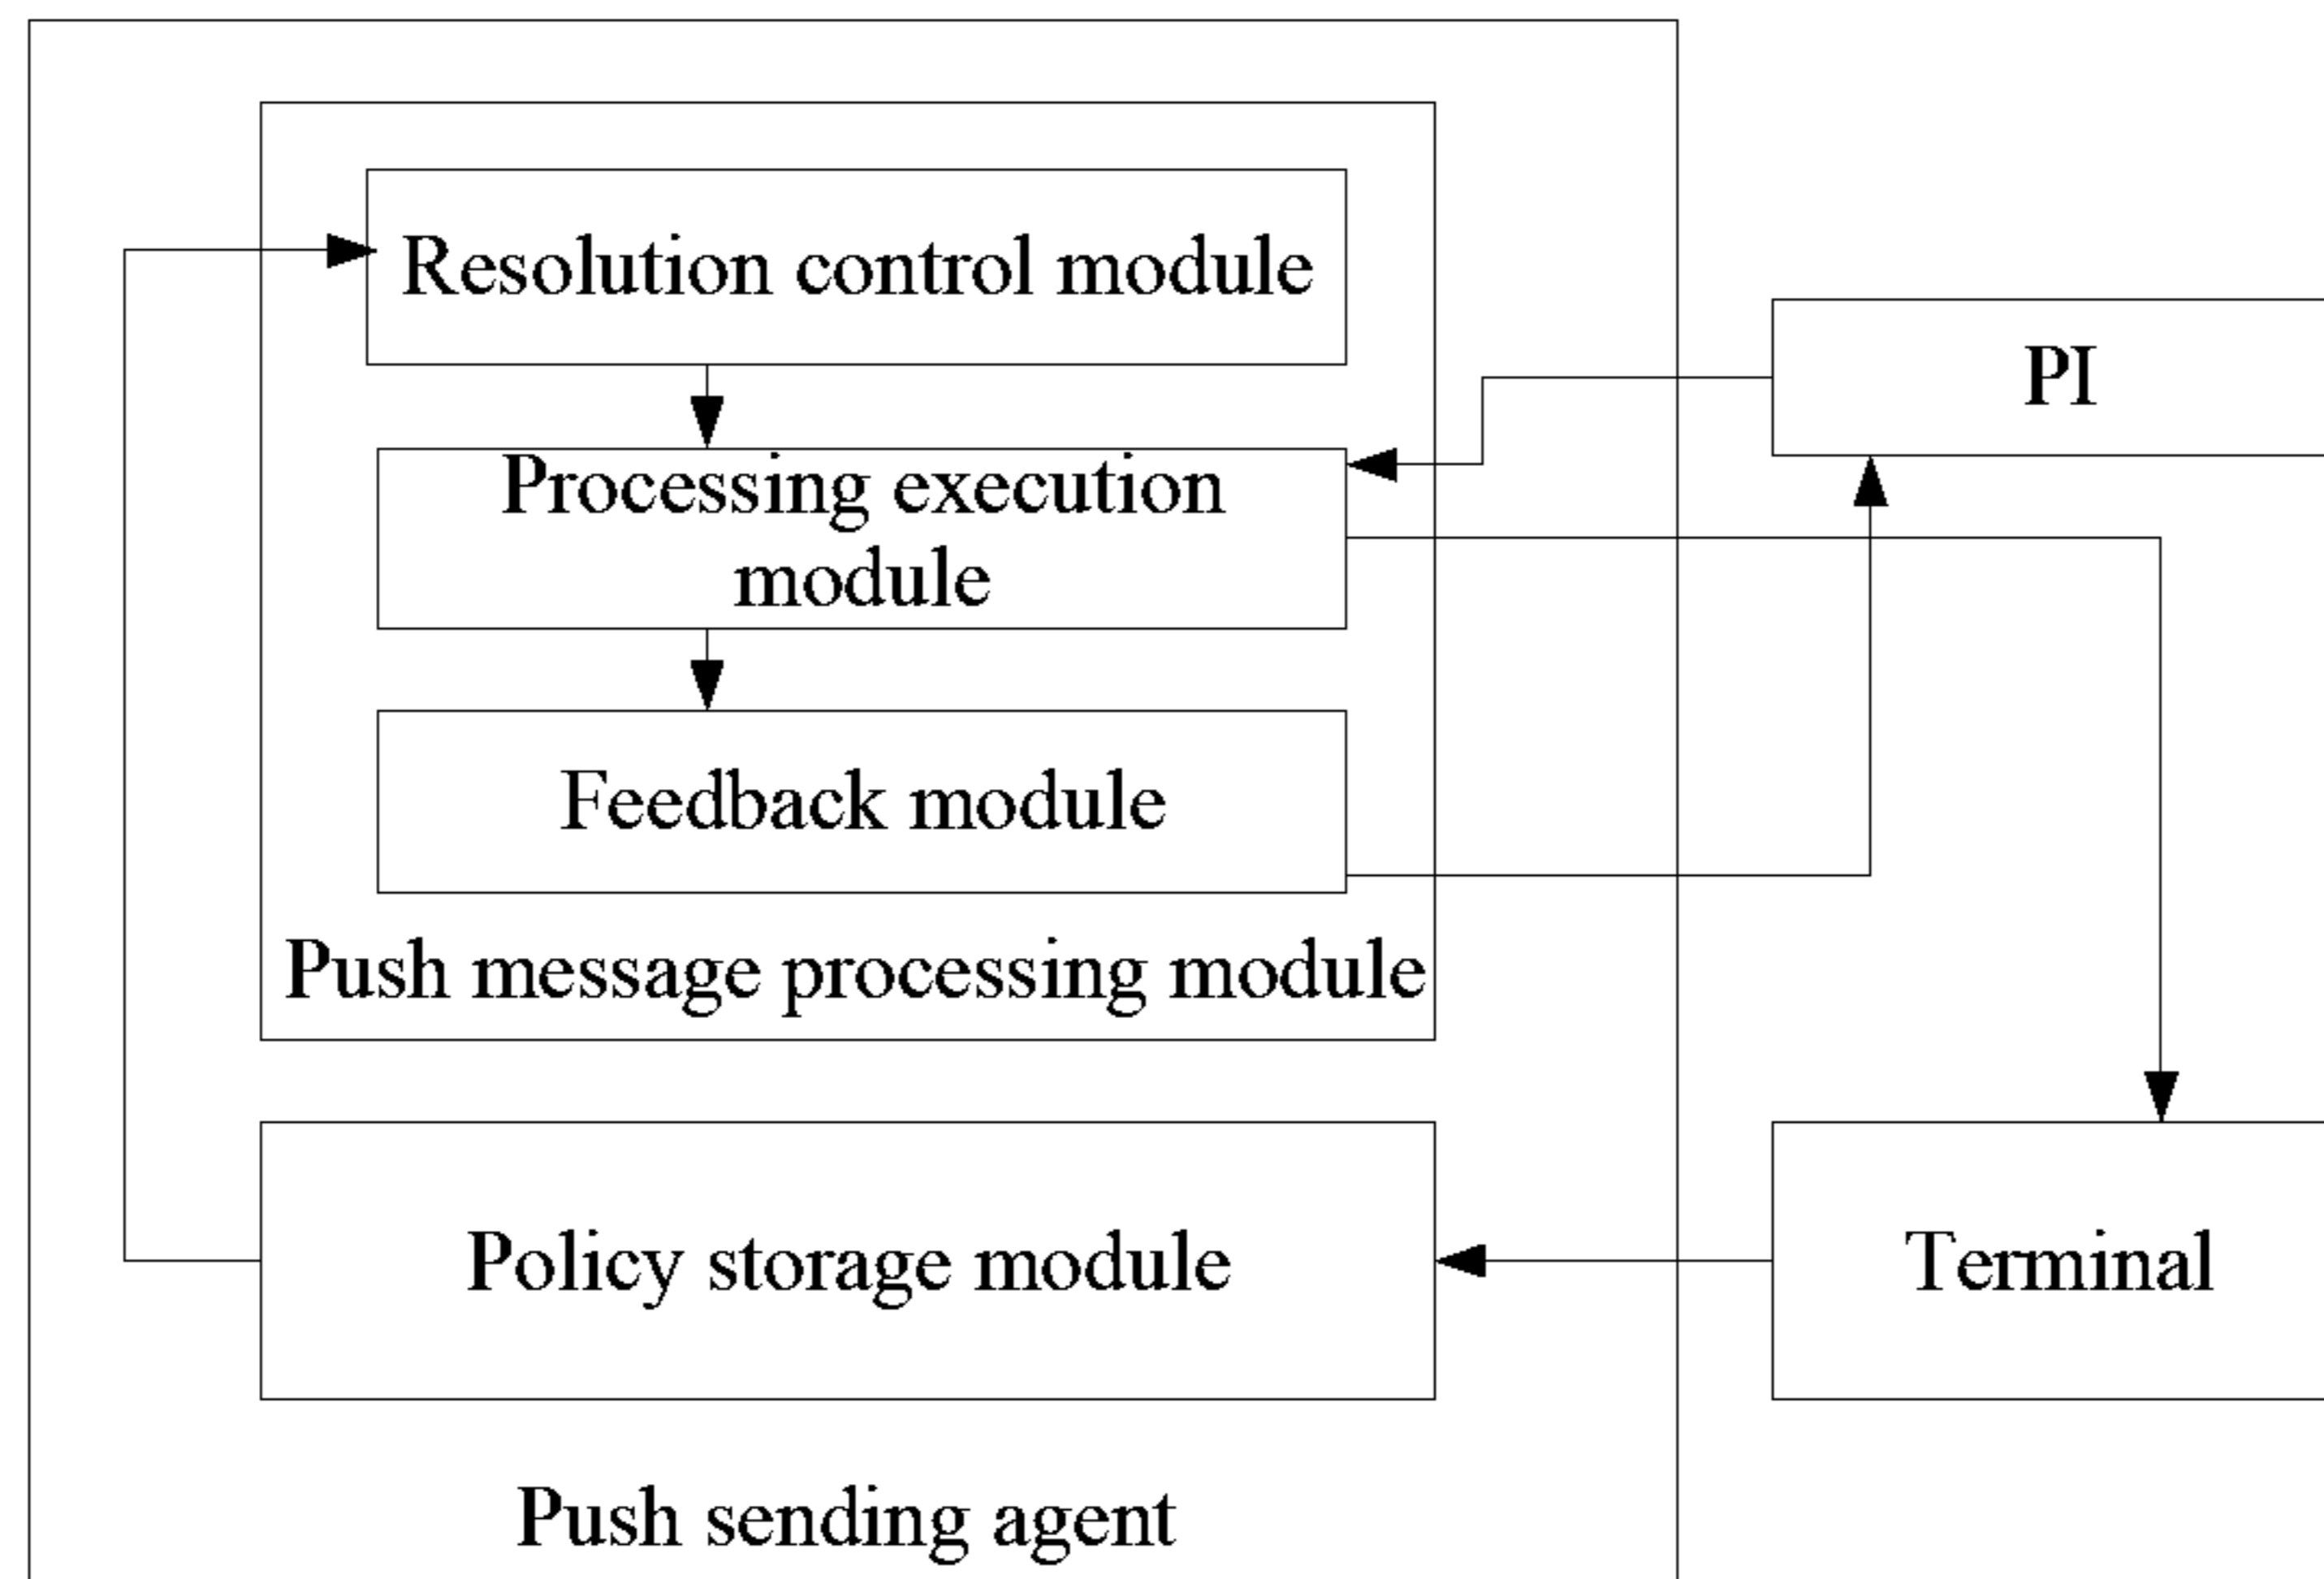 Resolution control module
PI
Processing execution
module
Feedback module
Push message processing module
Policy storage module
Terminal
Push sending agent